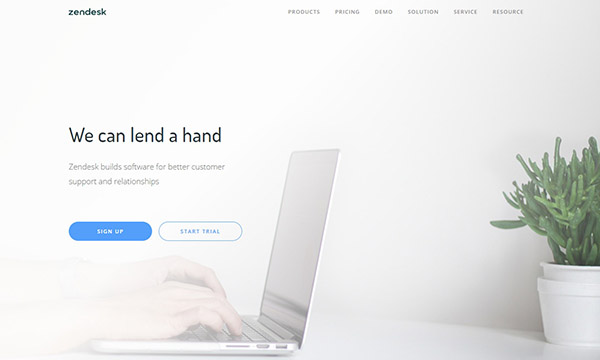 zendesk
PRODUCTS PRICING DEMO SOLUTION SERVICE RESOURCE
We can lend a hand
Zendesk builds software for better customer
support and relationships
SIGN UP START TRIAL